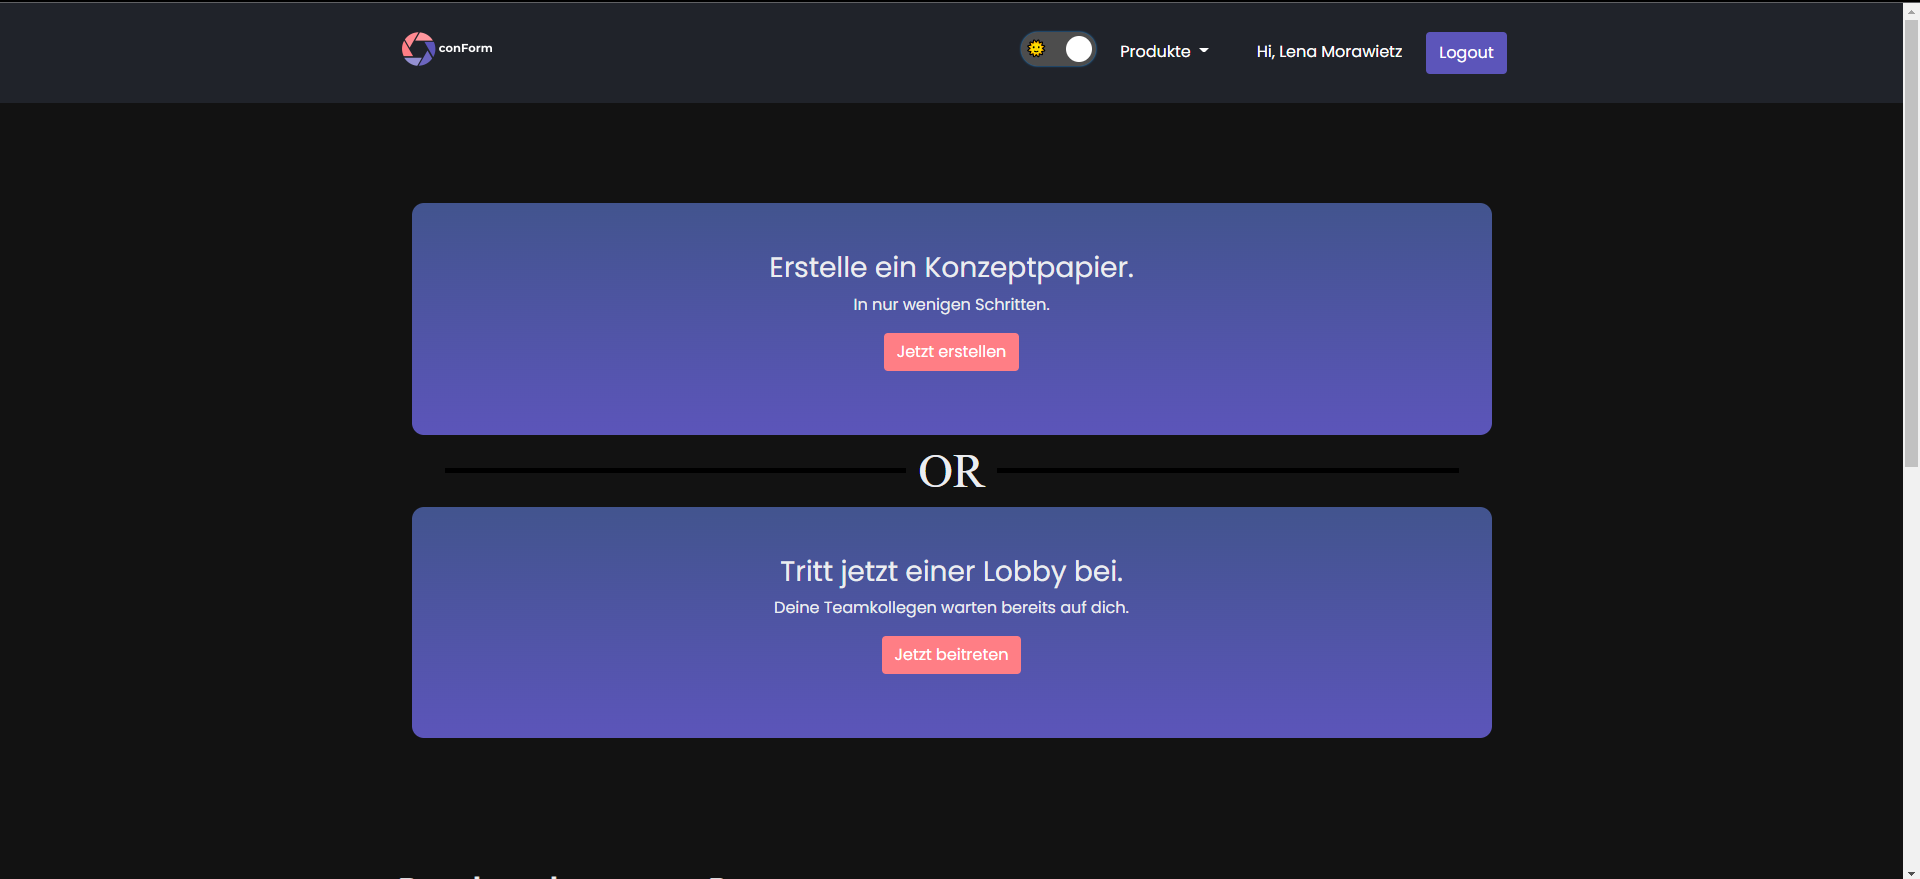 conForm
Produkte
Hi, Lena Morawietz
Logout
Erstelle ein Konzeptpapier.
In nur wenigen Schritten.
Jetzt erstellen
OR
Tritt jetzt einer Lobby bei.
Deine Teamkollegen warten bereits auf dich.
Jetzt beitreten